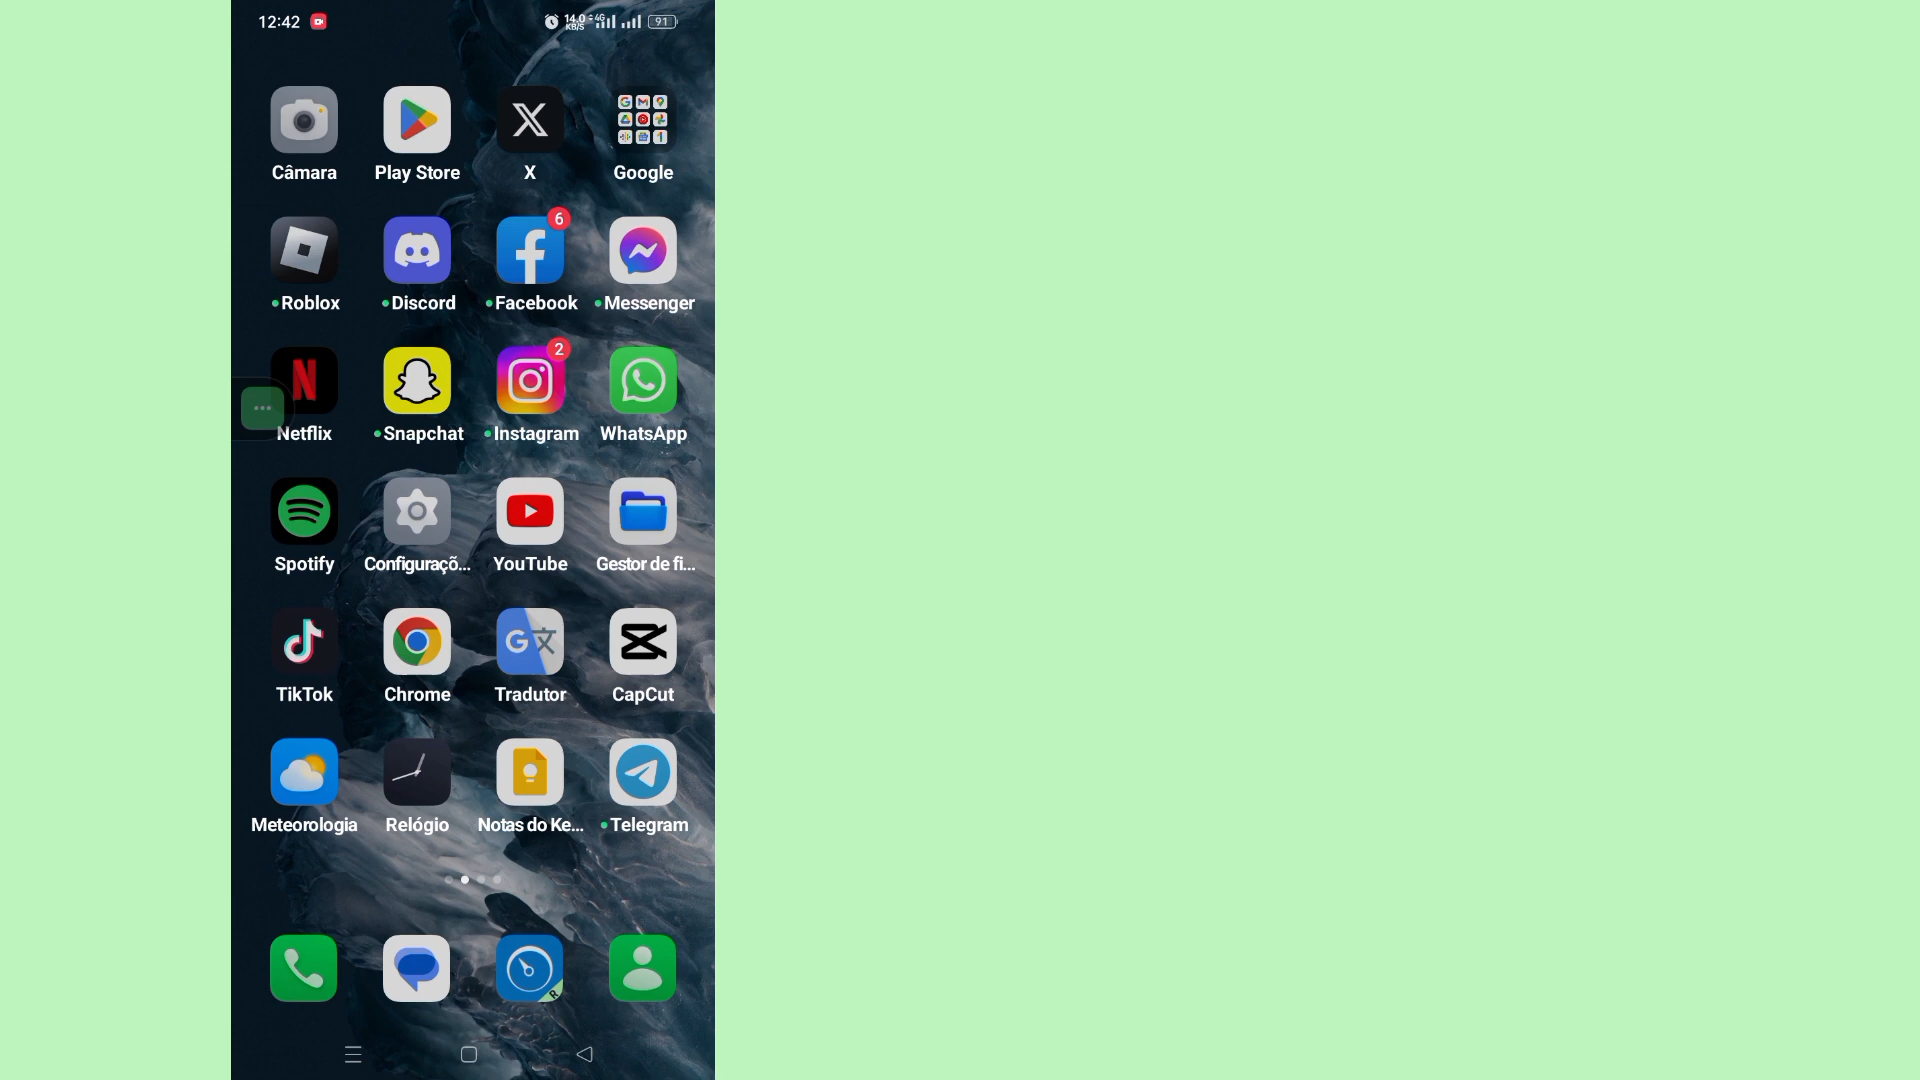 12:42 14.0 KB/S 4G 91
Câmara Play Store X Google
6
Roblox Discord Facebook Messenger
2
Netflix Snapchat Instagram WhatsApp
Spotify Configuraçõ... YouTube Gestor de fi...
TikTok Chrome Tradutor CapCut
Meteorologia Relógio Notas do Ke... Telegram
R